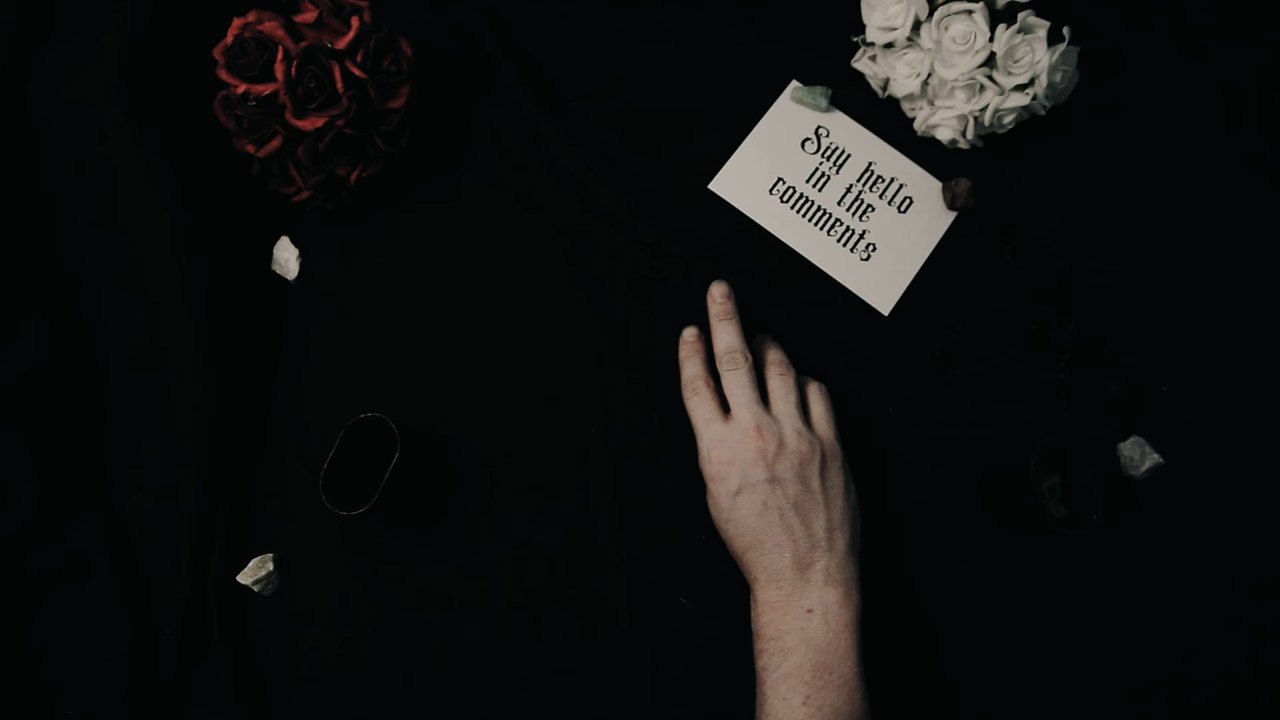 Say hello
in the
comments